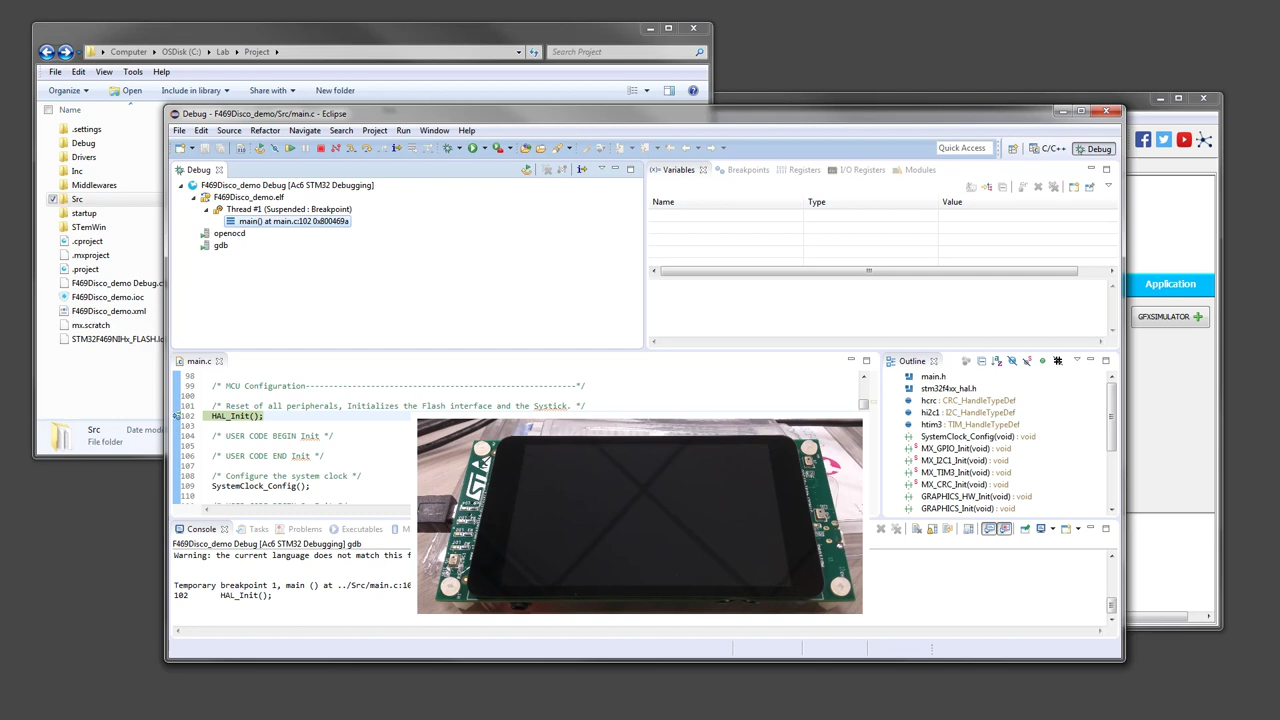 Computer ▸ OSDisk (C:) ▸ Lab ▸ Project ▸
Search Project
File Edit View Tools Help
Organize Open Include in library Share with New folder
Name
.settings
Debug
Drivers
Inc
Middlewares
Src
startup
STemWin
.cproject
.mxproject
.project
F469Disco_demo Debug.c
F469Disco_demo.ioc
F469Disco_demo.xml
mx.scratch
STM32F469NIHx_FLASH.l
Src Date modi
File folder
Debug - F469Disco_demo/Src/main.c - Eclipse
File Edit Source Refactor Navigate Search Project Run Window Help
Quick Access C/C++ Debug
Debug
F469Disco_demo Debug [Ac6 STM32 Debugging]
F469Disco_demo.elf
Thread #1 (Suspended : Breakpoint)
main() at main.c:102 0x800469a
openocd
gdb
(x)= Variables Breakpoints Registers I/O Registers Modules
Name Type Value
main.c
98
99 /* MCU Configuration----------------------------------------------------------*/
100
101 /* Reset of all peripherals, Initializes the Flash interface and the Systick. */
102 HAL_Init();
103
104 /* USER CODE BEGIN Init */
105
106 /* USER CODE END Init */
107
108 /* Configure the system clock */
109 SystemClock_Config();
110
Outline
main.h
stm32f4xx_hal.h
hcrc : CRC_HandleTypeDef
hi2c1 : I2C_HandleTypeDef
htim3 : TIM_HandleTypeDef
SystemClock_Config(void) : void
MX_GPIO_Init(void) : void
MX_I2C1_Init(void) : void
MX_TIM3_Init(void) : void
MX_CRC_Init(void) : void
GRAPHICS_HW_Init(void) : void
GRAPHICS_Init(void) : void
Console Tasks Problems Executables M
F469Disco_demo Debug [Ac6 STM32 Debugging] gdb
Warning: the current language does not match this f
Temporary breakpoint 1, main () at ../Src/main.c:10
102 HAL_Init();
Application
GFXSIMULATOR